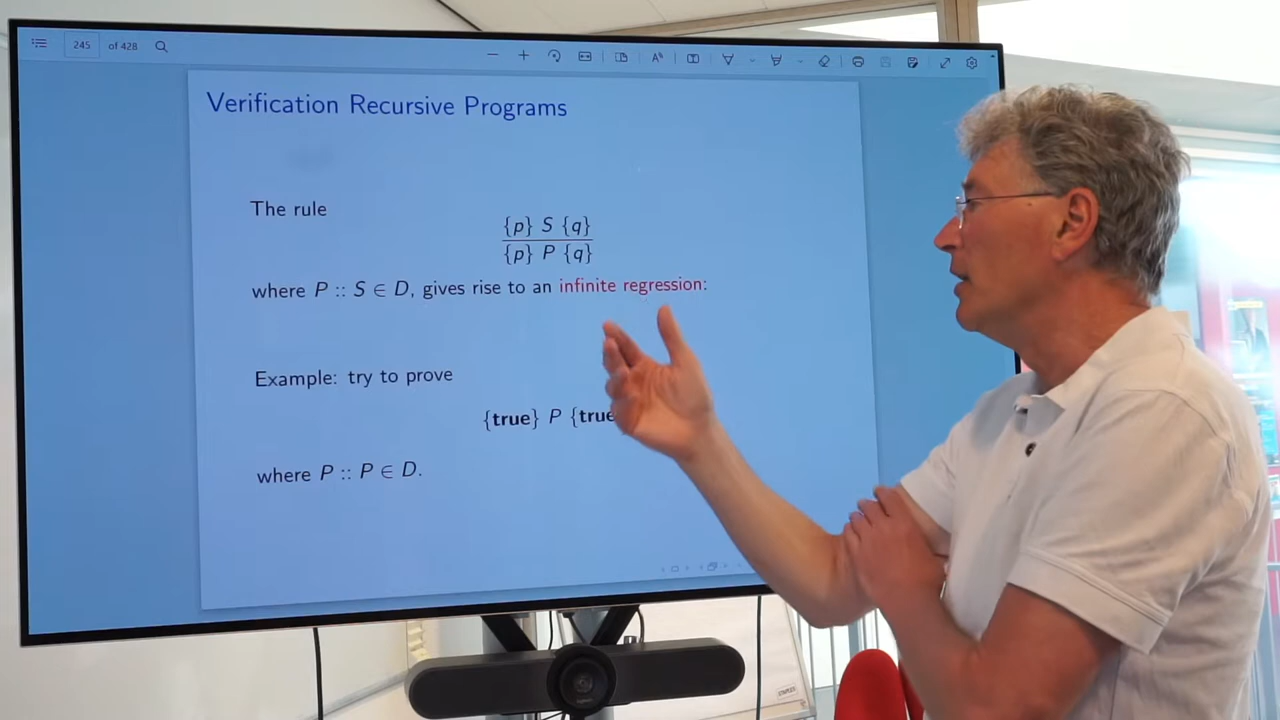 245 of 428
Verification Recursive Programs
The rule
{p} S {q}
{p} P {q}
where P :: S ∈ D, gives rise to an infinite regression:
Example: try to prove
{true} P {true
where P :: P ∈ D.